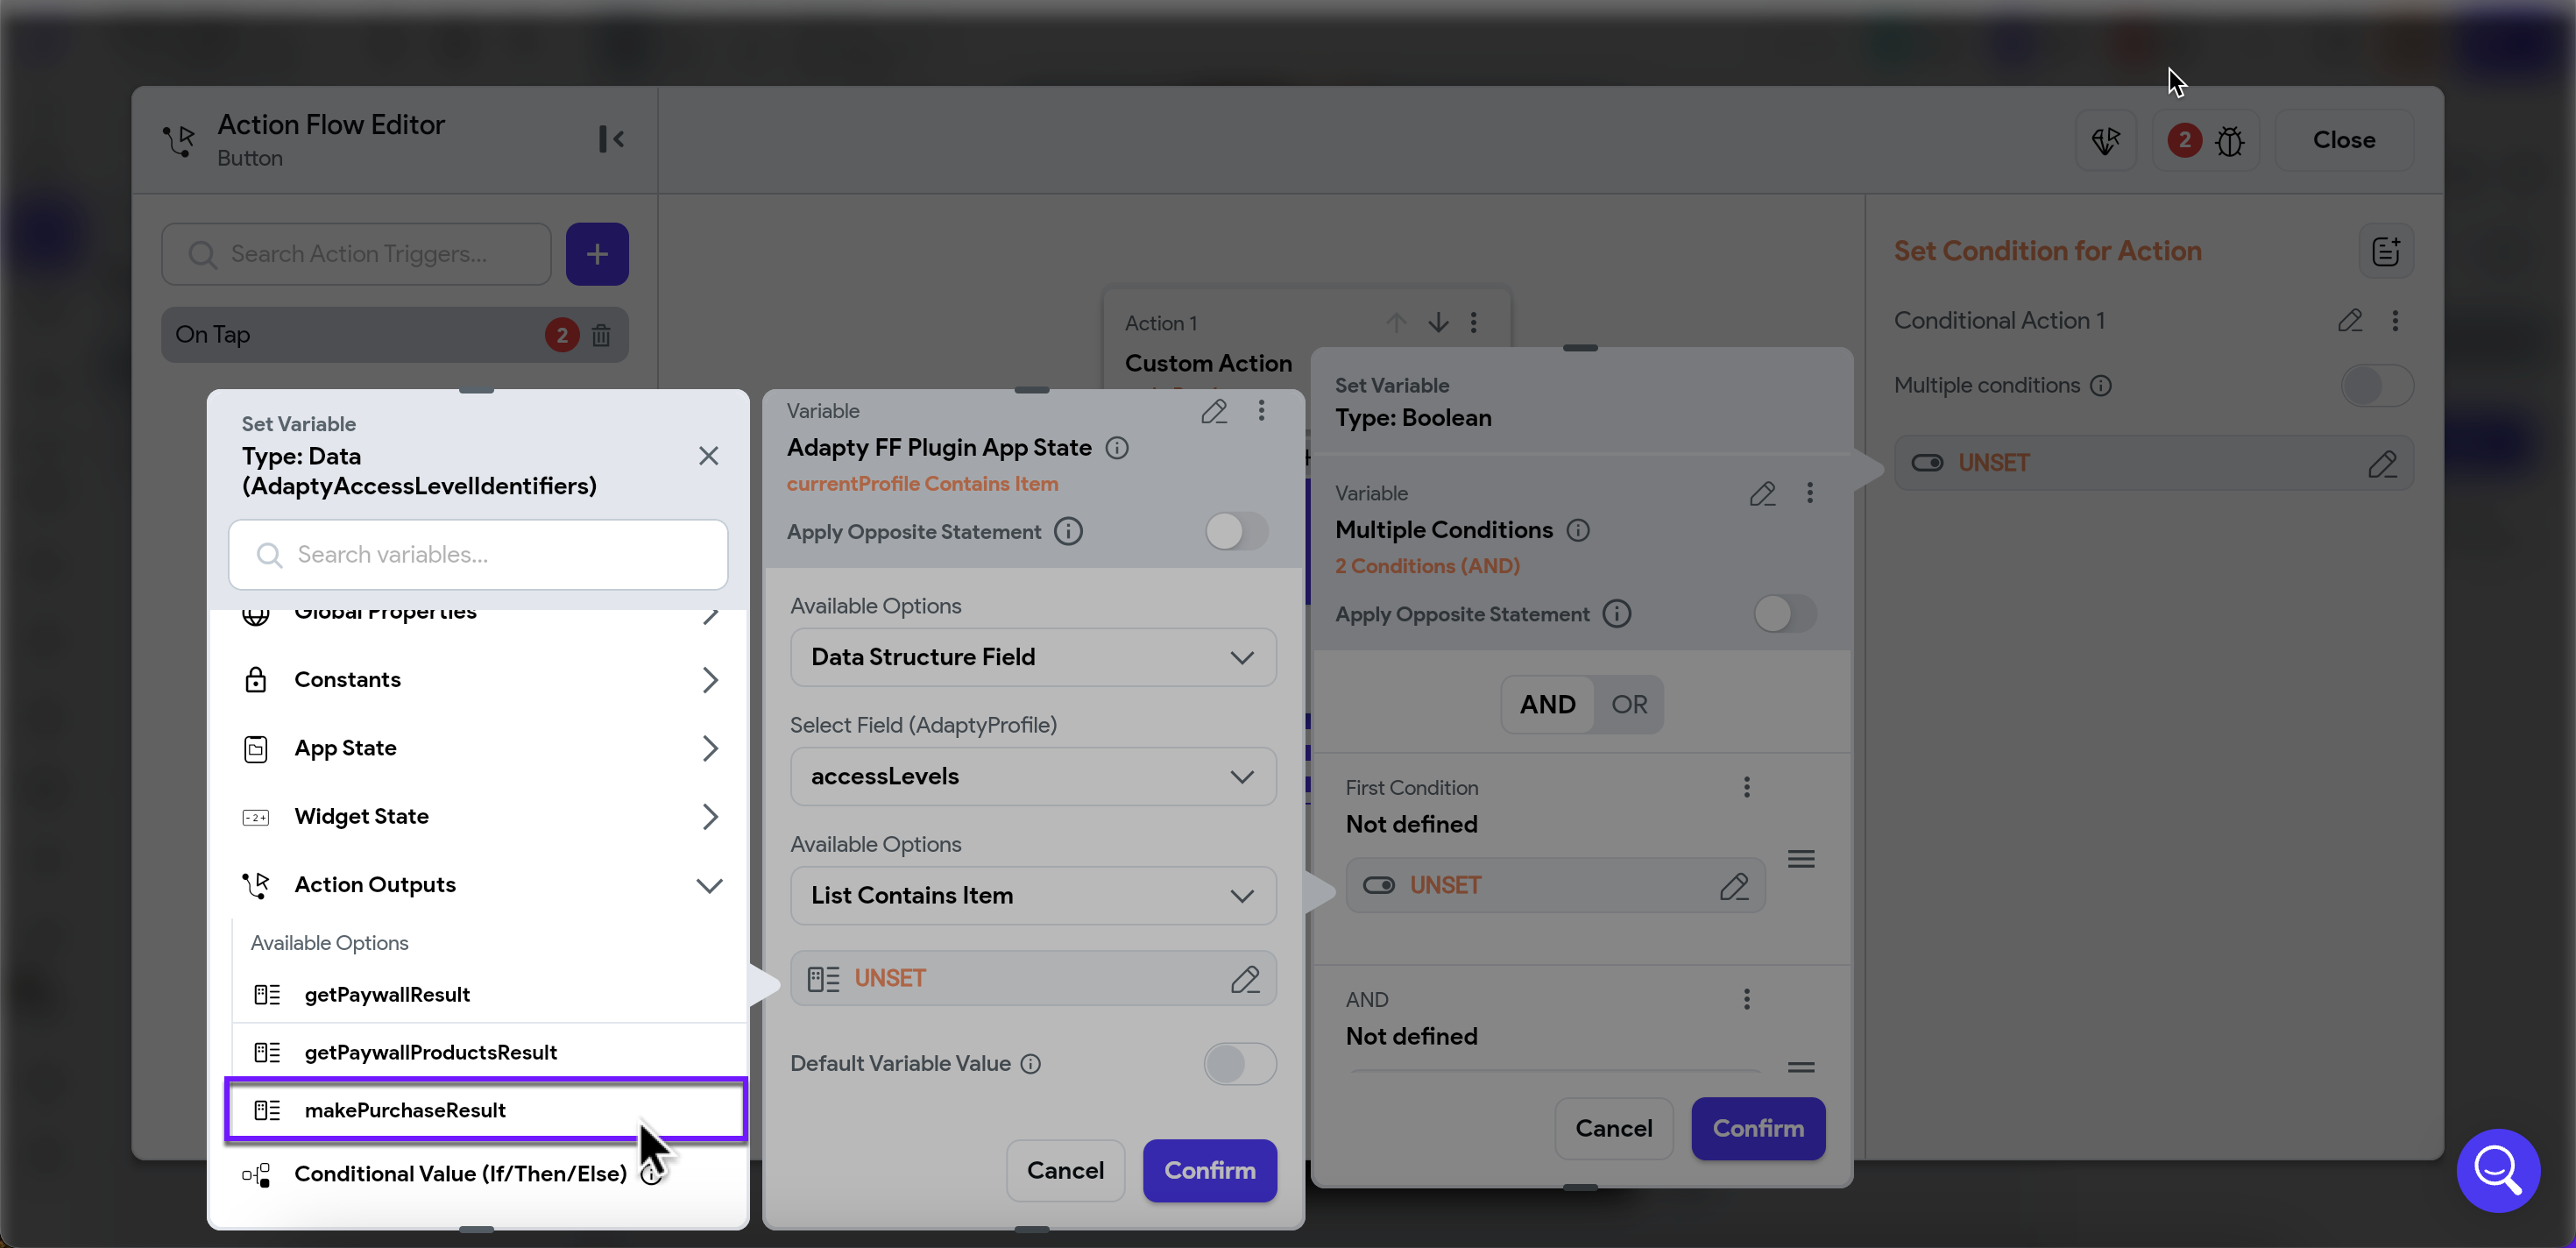 Action Flow Editor
Button
2
Close
Search Action Triggers...
+
On Tap
2
Set Condition for Action
Conditional Action 1
Multiple conditions
UNSET
Action 1
Custom Action
Set Variable
Type: Data
(AdaptyAccessLevelIdentifiers)
Search variables...
Global Properties
Constants
App State
Widget State
Action Outputs
Available Options
getPaywallResult
getPaywallProductsResult
makePurchaseResult
Conditional Value (If/Then/Else)
Variable
Adapty FF Plugin App State
currentProfile Contains Item
Apply Opposite Statement
Available Options
Data Structure Field
Select Field (AdaptyProfile)
accessLevels
Available Options
List Contains Item
UNSET
Default Variable Value
Cancel
Confirm
Set Variable
Type: Boolean
Variable
Multiple Conditions
2 Conditions (AND)
Apply Opposite Statement
AND
OR
First Condition
Not defined
UNSET
AND
Not defined
Cancel
Confirm